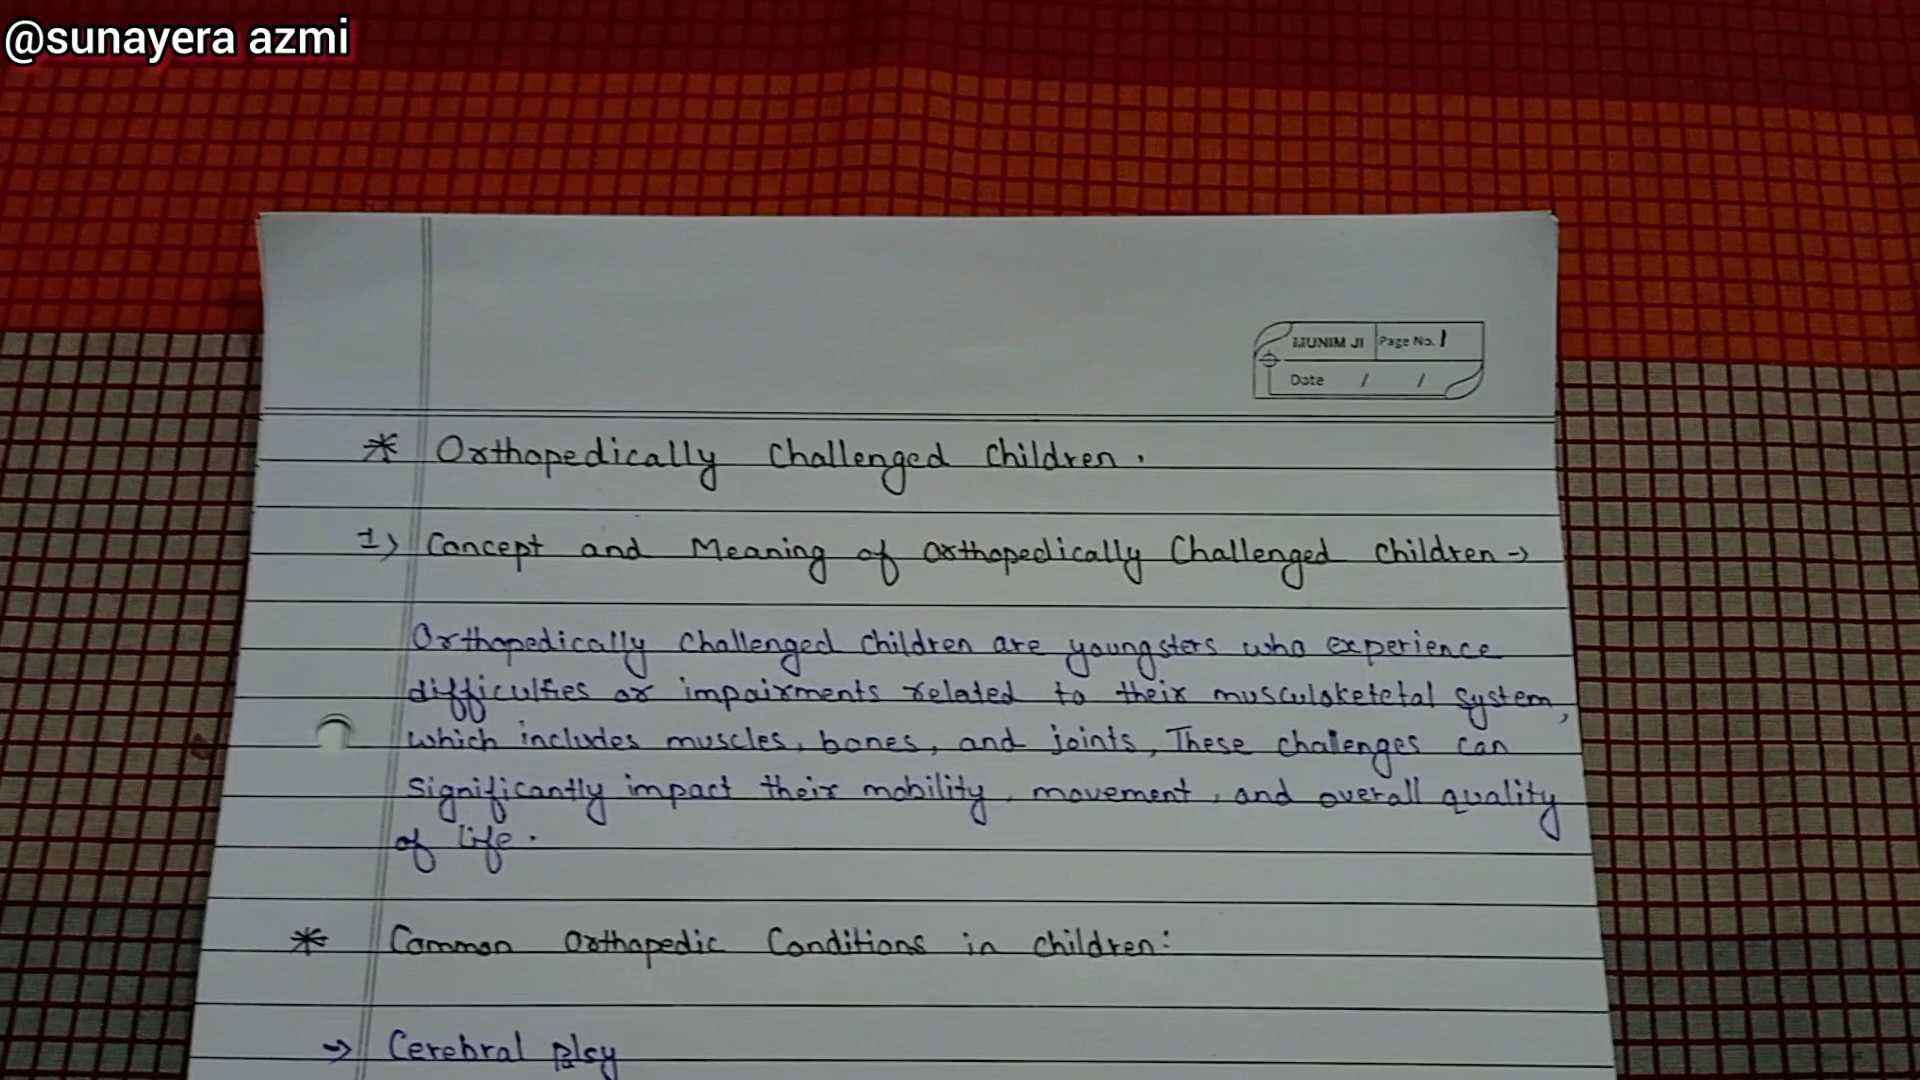 @sunayera azmi
MUNIM JI Page No. 1
Date / /
* Orthopedically Challenged Children.
1) Concept and Meaning of Orthopedically Challenged Children →
Orthopedically Challenged Children are youngsters who experience
difficulties or impairments related to their musculoketetal system,
which includes muscles, bones, and joints, These challenges can
significantly impact their mobility, movement, and overall quality
of life.
* Common Orthopedic Conditions in children:
→ Cerebral Palsy